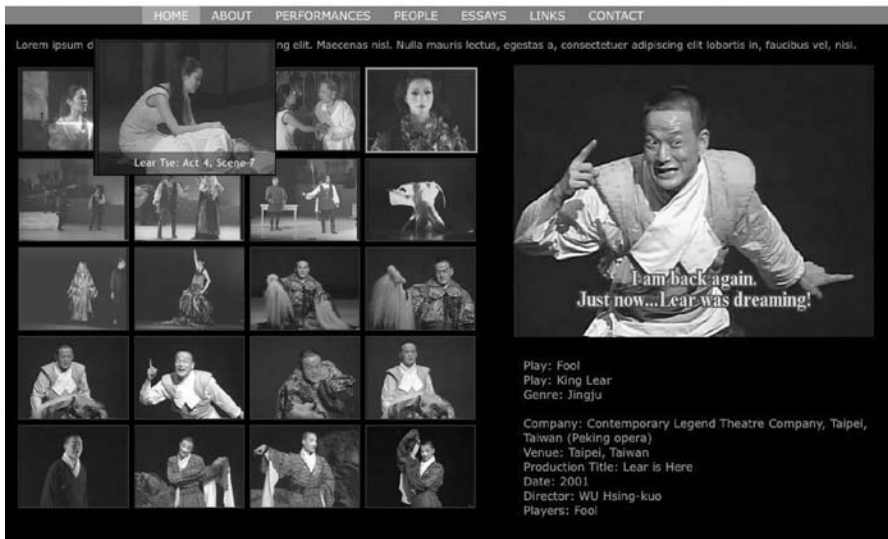 HOME ABOUT PERFORMANCES PEOPLE ESSAYS LINKS CONTACT
Lorem ipsum d ng elit. Maecenas nisl. Nulla mauris lectus, egestas a, consectetuer adipiscing elit lobortis in, faucibus vel, nisi.
Lear Tse: Act 4, Scene 7
I am back again.
Just now...Lear was dreaming!
Play: Fool
Play: King Lear
Genre: Jingju
Company: Contemporary Legend Theatre Company, Taipei,
Taiwan (Peking opera)
Venue: Taipei, Taiwan
Production Title: Lear is Here
Date: 2001
Director: WU Hsing-kuo
Players: Fool